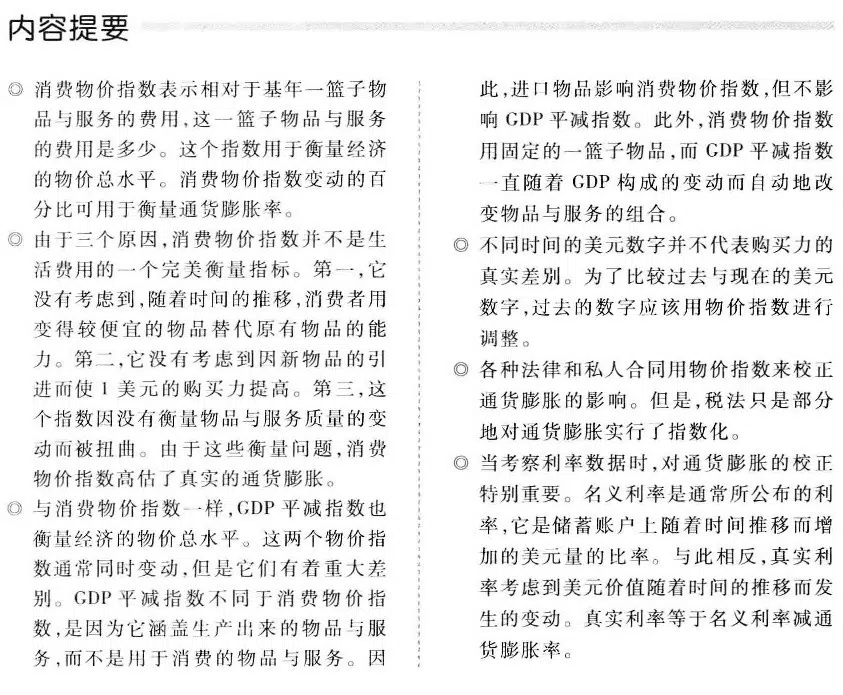 内容提要
◎ 消费物价指数表示相对于基年一篮子物
品与服务的费用,这一篮子物品与服务
的费用是多少。这个指数用于衡量经济
的物价总水平。消费物价指数变动的百
分比可用于衡量通货膨胀率。
◎ 由于三个原因,消费物价指数并不是生
活费用的一个完美衡量指标。第一,它
没有考虑到,随着时间的推移,消费者用
变得较便宜的物品替代原有物品的能
力。第二,它没有考虑到因新物品的引
进而使 1 美元的购买力提高。第三,这
个指数因没有衡量物品与服务质量的变
动而被扭曲。由于这些衡量问题,消费
物价指数高估了真实的通货膨胀。
◎ 与消费物价指数一样,GDP 平减指数也
衡量经济的物价总水平。这两个物价指
数通常同时变动,但是它们有着重大差
别。GDP 平减指数不同于消费物价指
数,是因为它涵盖生产出来的物品与服
务,而不是用于消费的物品与服务。因
此,进口物品影响消费物价指数,但不影
响 GDP 平减指数。此外,消费物价指数
用固定的一篮子物品,而 GDP 平减指数
一直随着 GDP 构成的变动而自动地改
变物品与服务的组合。
◎ 不同时间的美元数字并不代表购买力的
真实差别。为了比较过去与现在的美元
数字,过去的数字应该用物价指数进行
调整。
◎ 各种法律和私人合同用物价指数来校正
通货膨胀的影响。但是,税法只是部分
地对通货膨胀实行了指数化。
◎ 当考察利率数据时,对通货膨胀的校正
特别重要。名义利率是通常所公布的利
率,它是储蓄账户上随着时间推移而增
加的美元量的比率。与此相反,真实利
率考虑到美元价值随着时间的推移而发
生的变动。真实利率等于名义利率减通
货膨胀率。